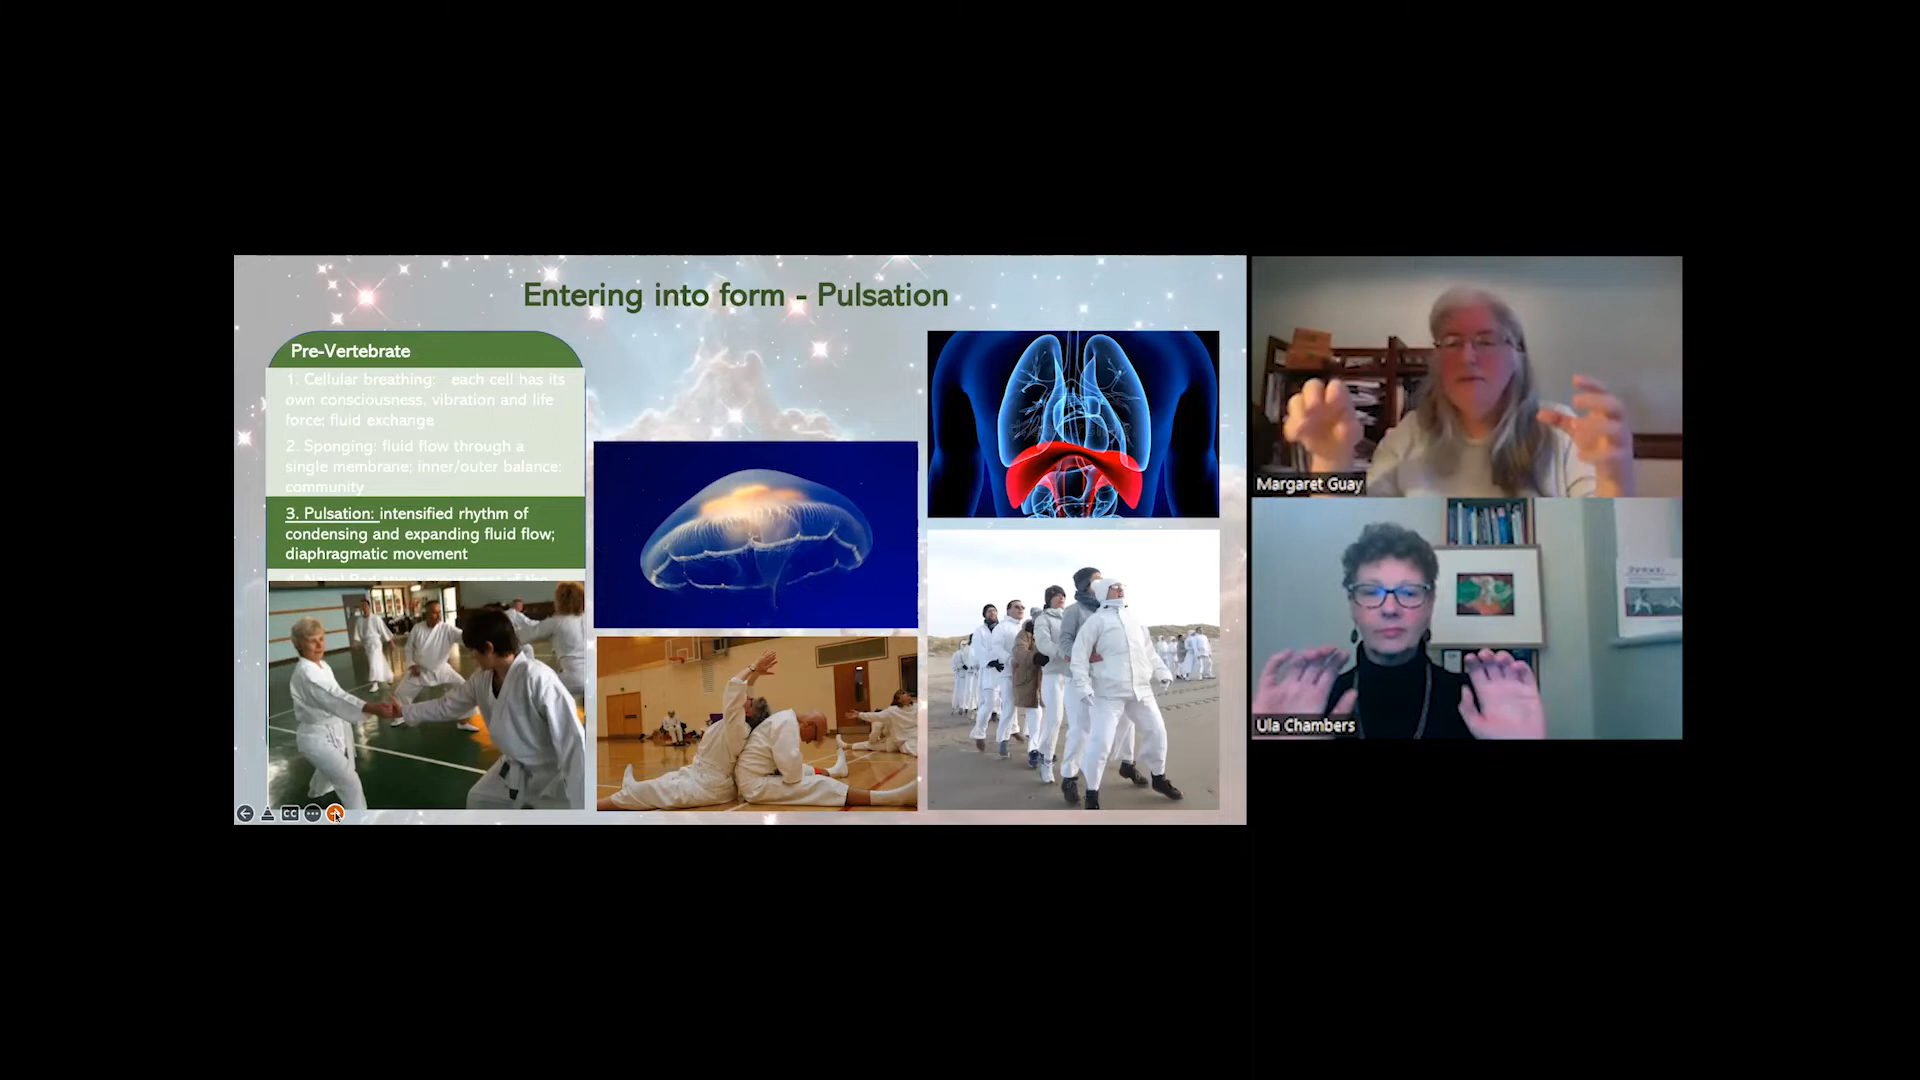 Entering into form - Pulsation
Pre-Vertebrate
1. Cellular breathing: each cell has its
own consciousness, vibration and life
force: fluid exchange
2. Sponging: fluid flow through a
single membrane; inner/outer balance:
community
3. Pulsation: intensified rhythm of
condensing and expanding fluid flow;
diaphragmatic movement
CC
Margaret Guay
Ula Chambers